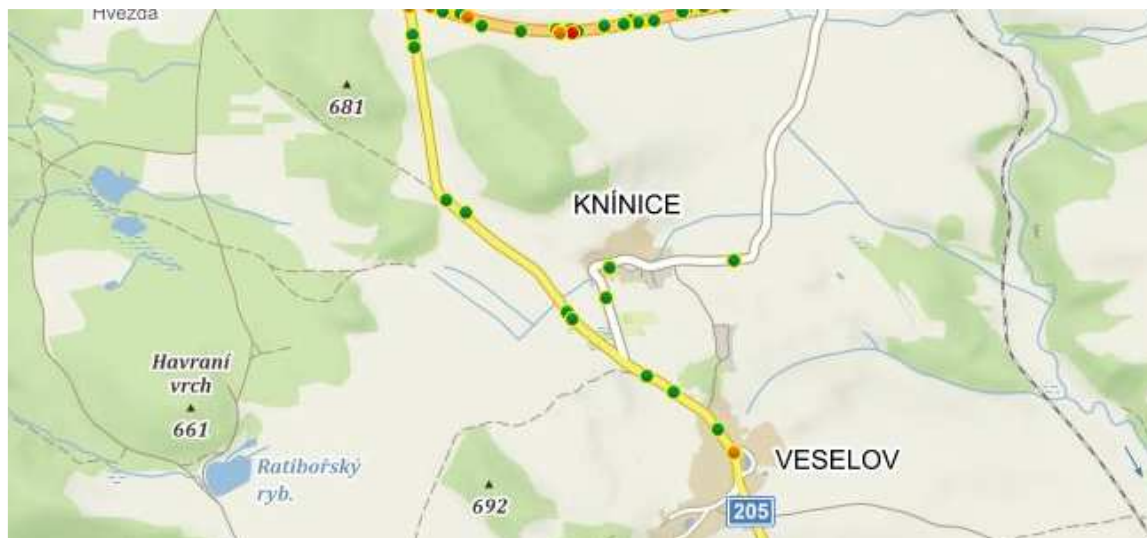 Hvězda
681
KNÍNICE
Havraní
vrch
661
Ratibořský
ryb.
692
VESELOV
205